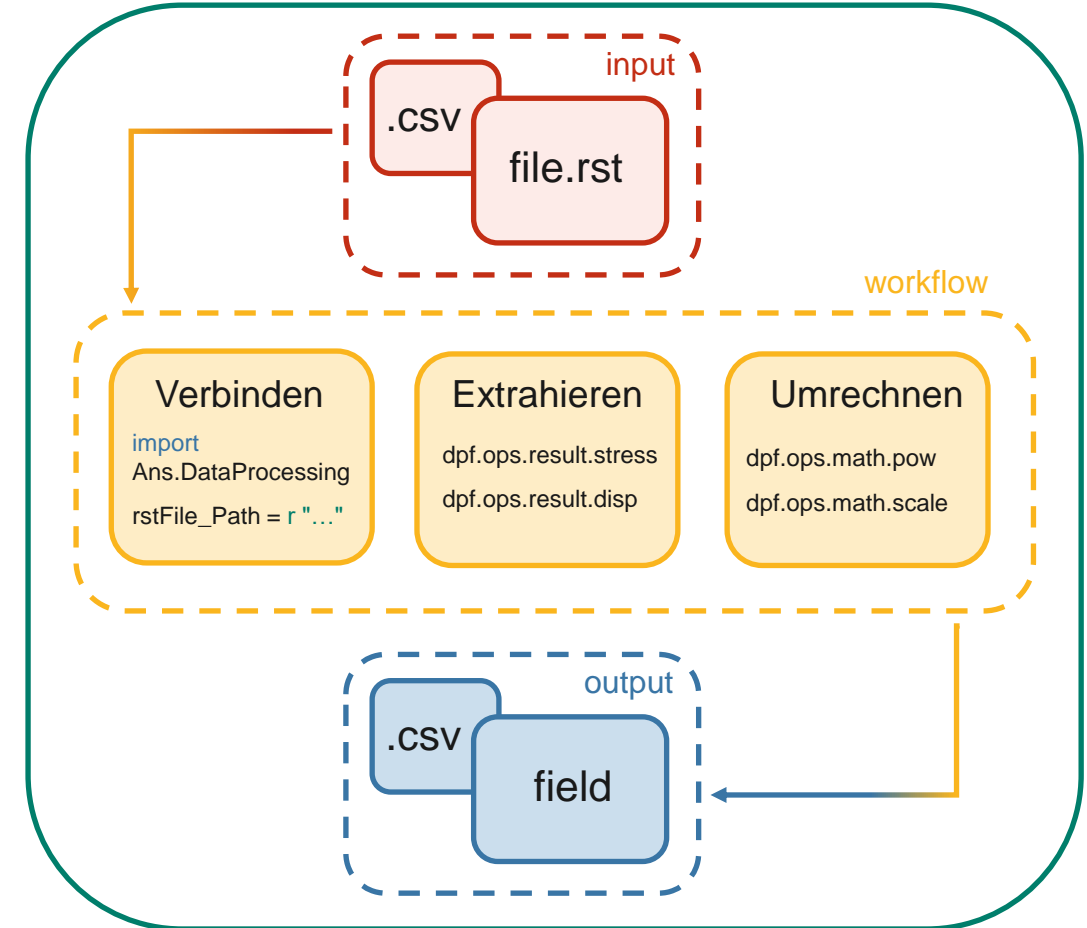 input
.csv
file.rst
workflow
Verbinden
import
Ans.DataProcessing
rstFile_Path = r "…"
Extrahieren
dpf.ops.result.stress
dpf.ops.result.disp
Umrechnen
dpf.ops.math.pow
dpf.ops.math.scale
output
.csv
field